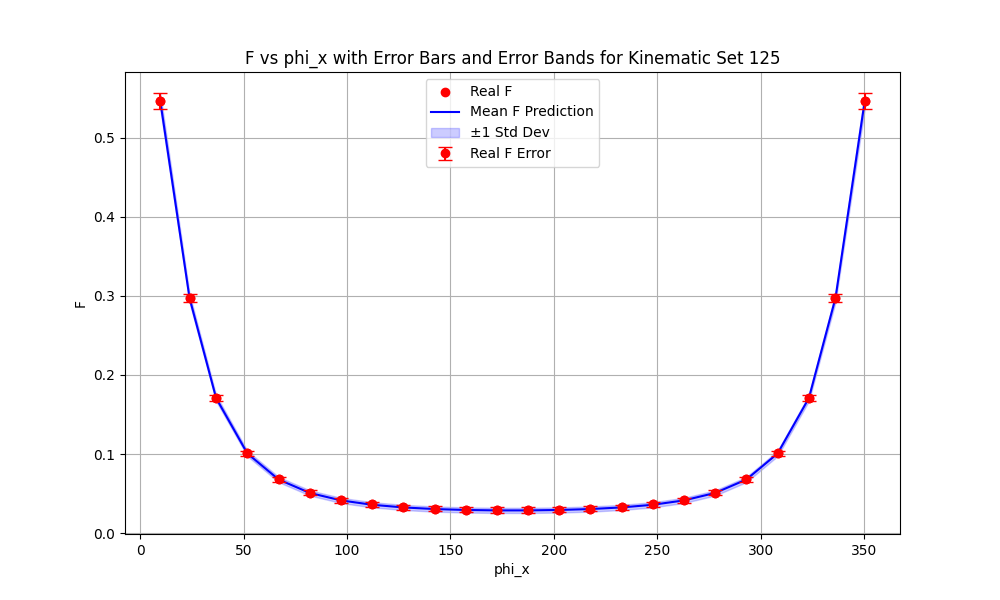 F vs phi_x with Error Bars and Error Bands for Kinematic Set 125
Real F
Mean F Prediction
±1 Std Dev
Real F Error
0.5
0.4
0.3
0.2
0.1
0.0
F
0 50 100 150 200 250 300 350
phi_x